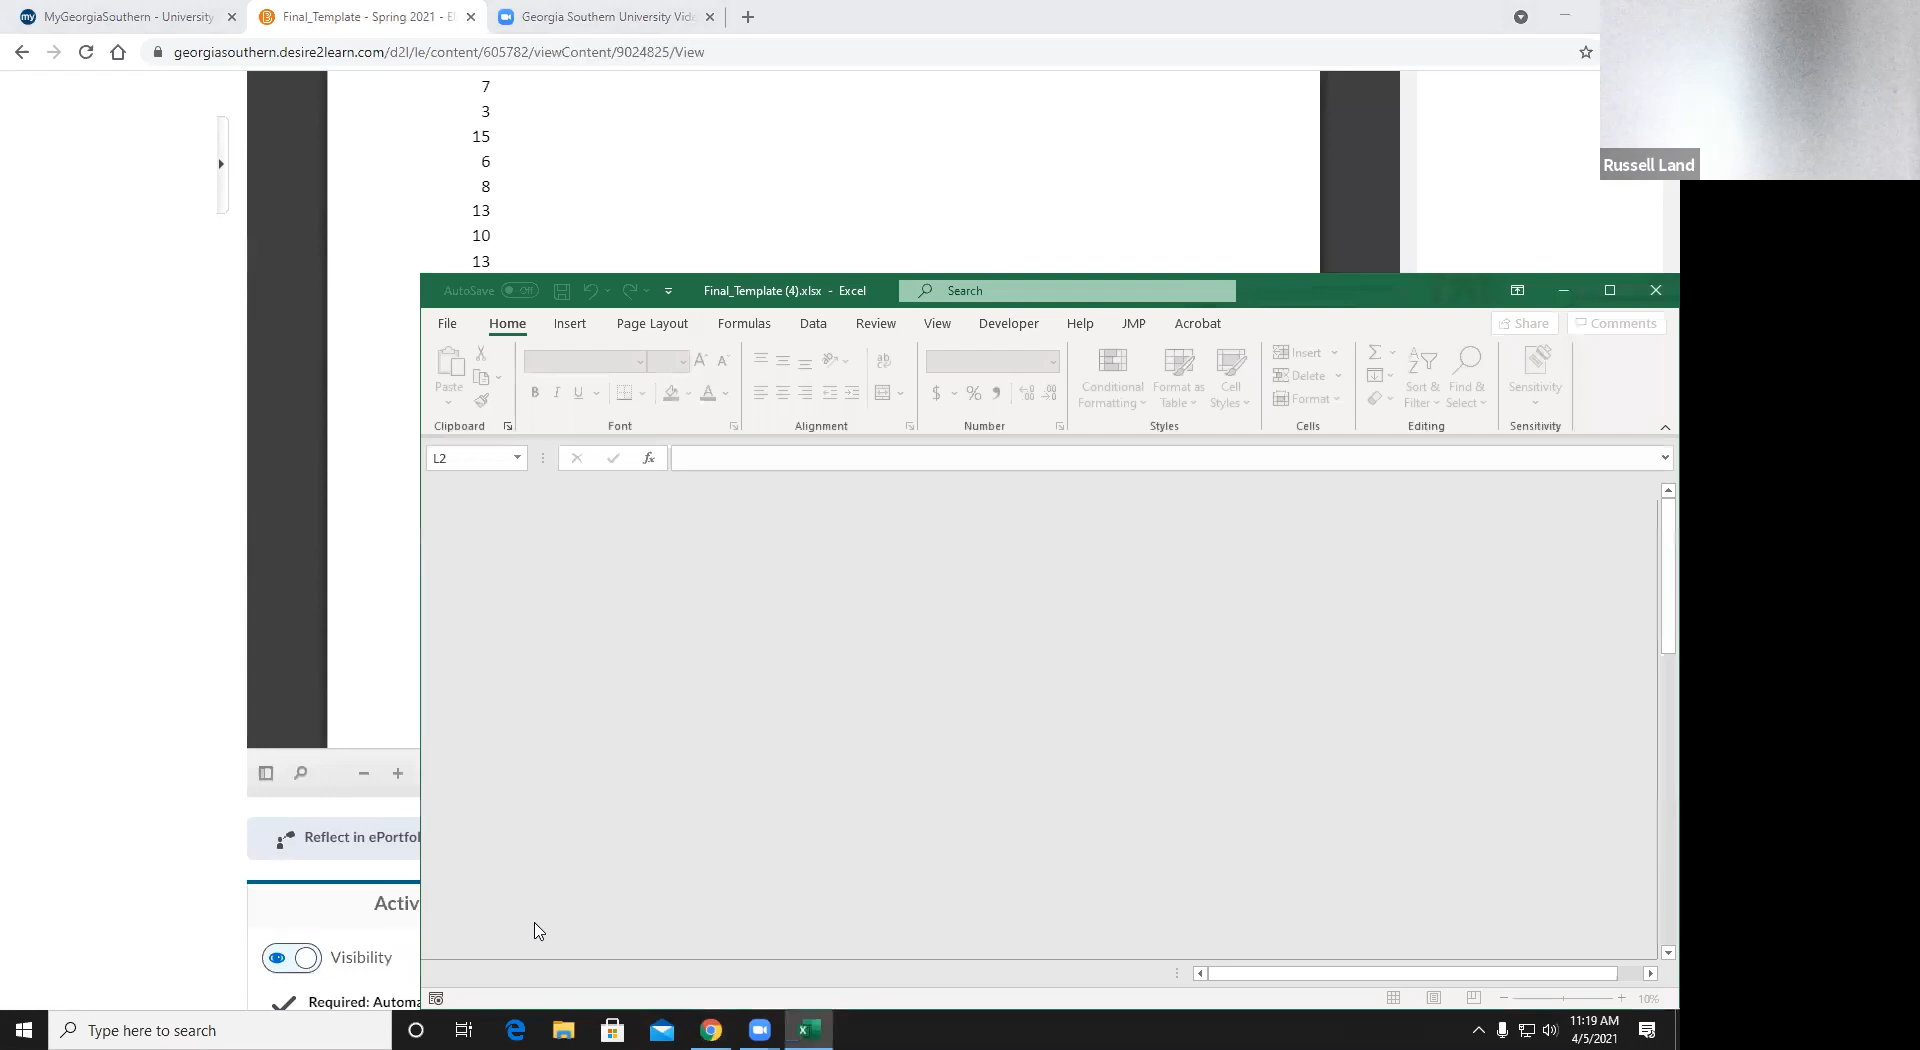 my MyGeorgiaSouthern - University
Final_Template - Spring 2021 - El
Georgia Southern University Vide
georgiasouthern.desire2learn.com/d2l/le/content/605782/viewContent/9024825/View
Russell Land
7
3
15
6
8
13
10
13
AutoSave Off
Final_Template (4).xlsx - Excel
Search
File Home Insert Page Layout Formulas Data Review View Developer Help JMP Acrobat
Share Comments
Paste
Clipboard
B I U
Font
Alignment
$ %
Number
Conditional Formatting
Format as Table
Cell Styles
Styles
Insert
Delete
Format
Cells
Sort & Filter
Find & Select
Editing
Sensitivity
Sensitivity
L2
fx
Reflect in ePortfol
Activ
Visibility
Required: Automa
10%
Type here to search
11:19 AM
4/5/2021